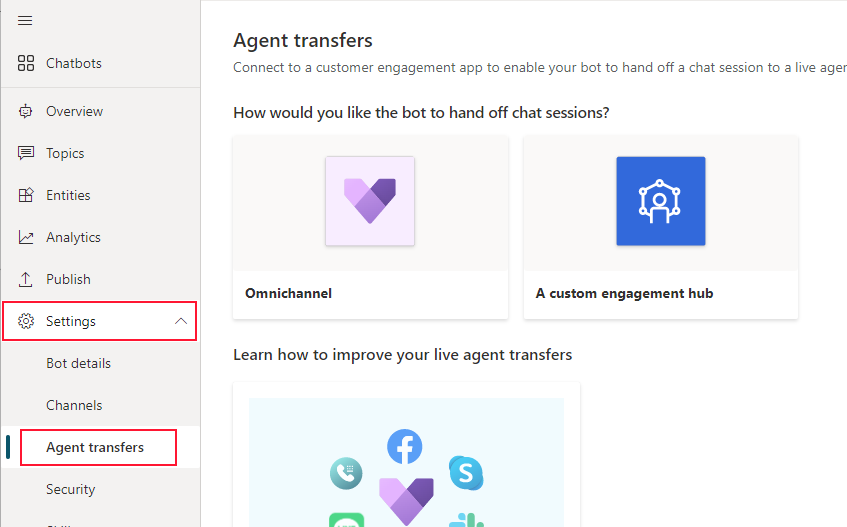 Chatbots
Overview
Topics
Entities
Analytics
Publish
Settings
Bot details
Channels
Agent transfers
Security
Agent transfers
Connect to a customer engagement app to enable your bot to hand off a chat session to a live
How would you like the bot to hand off chat sessions?
Omnichannel
A custom engagement hub
Learn how to improve your live agent transfers